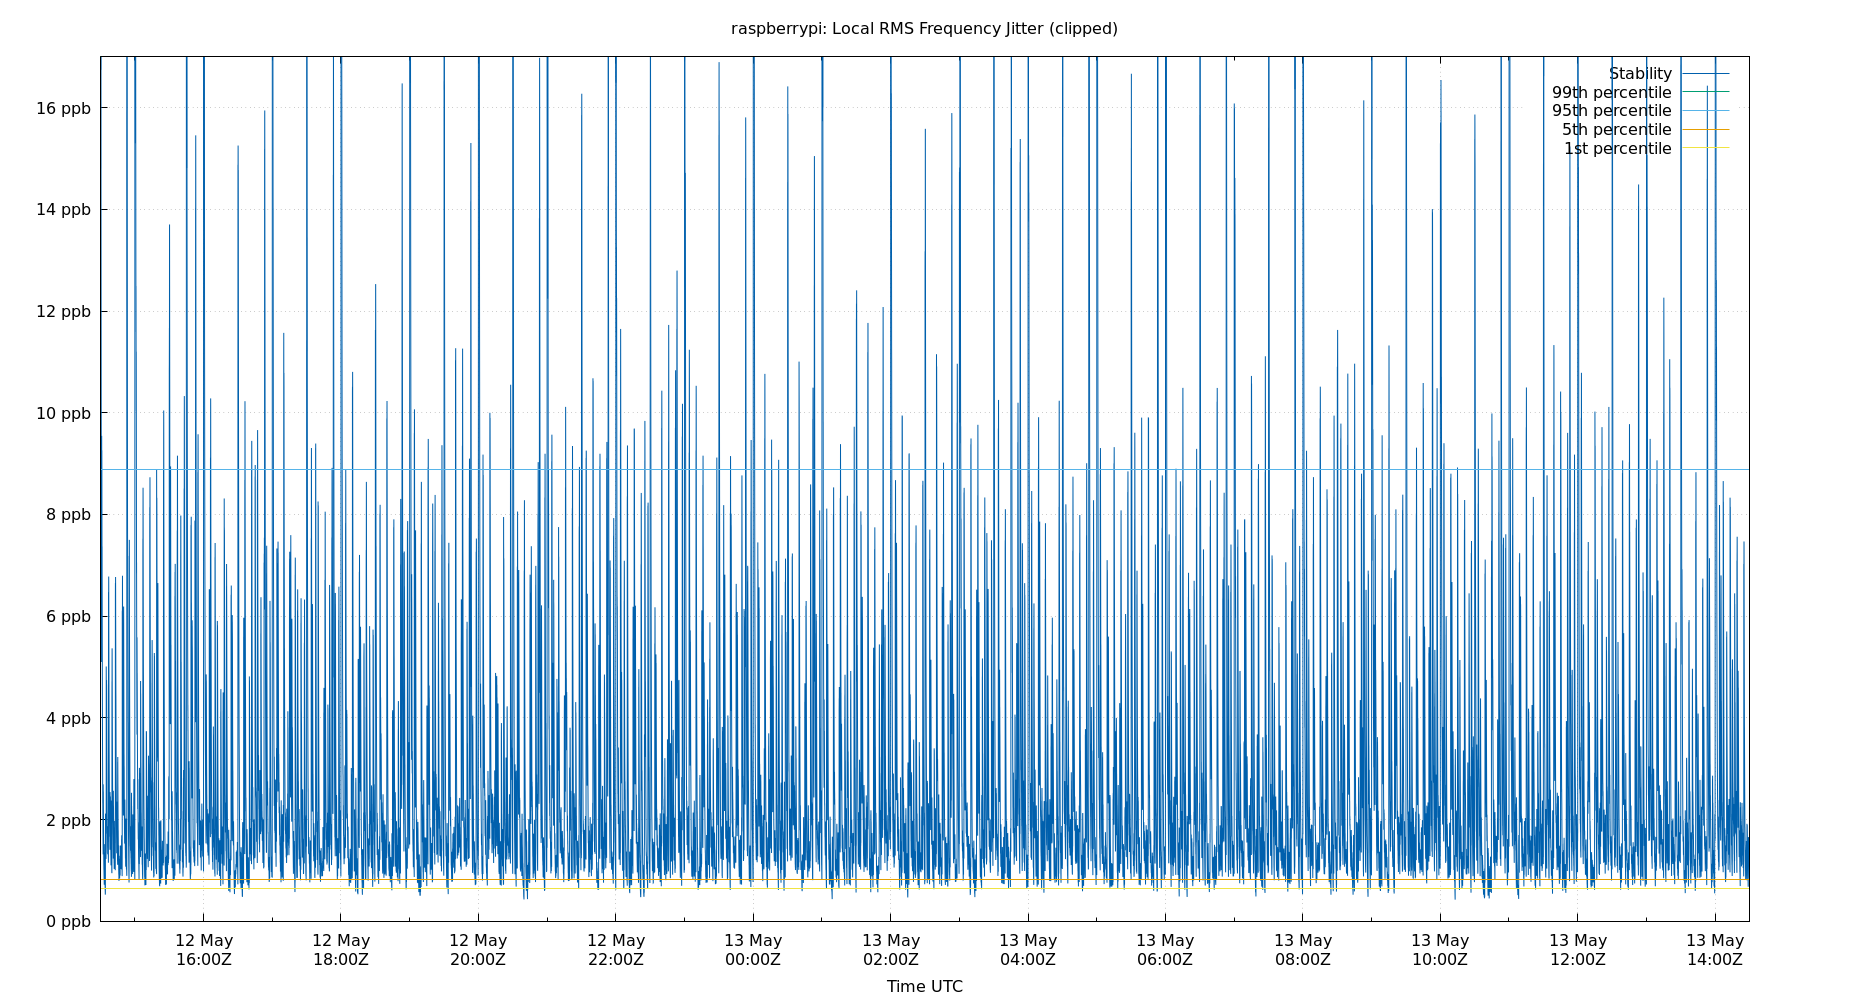 raspberrypi: Local RMS Frequency Jitter (clipped)
Stability
99th percentile
95th percentile
5th percentile
1st percentile
16 ppb
14 ppb
12 ppb
10 ppb
8 ppb
6 ppb
4 ppb
2 ppb
0 ppb
12 May 12 May 12 May 12 May 13 May 13 May 13 May 13 May 13 May 13 May 13 May 13 May
16:00Z 18:00Z 20:00Z 22:00Z 00:00Z 02:00Z 04:00Z 06:00Z 08:00Z 10:00Z 12:00Z 14:00Z
Time UTC